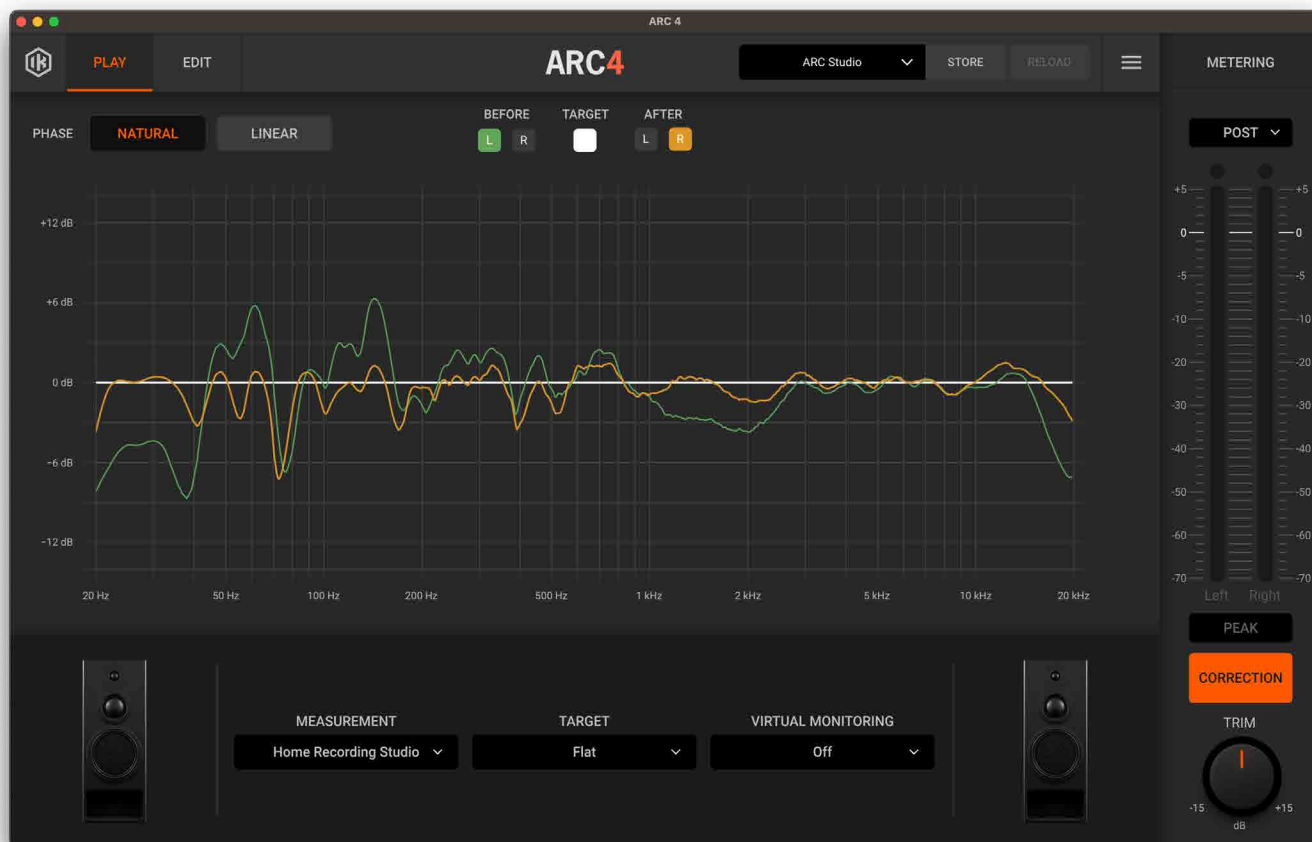 ARC 4
PLAY
EDIT
ARC4
ARC Studio
STORE
RELOAD
METERING
PHASE
NATURAL
LINEAR
BEFORE
TARGET
AFTER
L
R
L
R
POST
+12 dB
+6 dB
0 dB
-6 dB
-12 dB
20 Hz
50 Hz
100 Hz
200 Hz
500 Hz
1 kHz
2 kHz
5 kHz
10 kHz
20 kHz
+5 +5
0 0
-5 -5
-10 -10
-20 -20
-30 -30
-40 -40
-50 -50
-60 -60
-70 -70
Left Right
PEAK
CORRECTION
TRIM
-15 +15
dB
MEASUREMENT
Home Recording Studio
TARGET
Flat
VIRTUAL MONITORING
Off